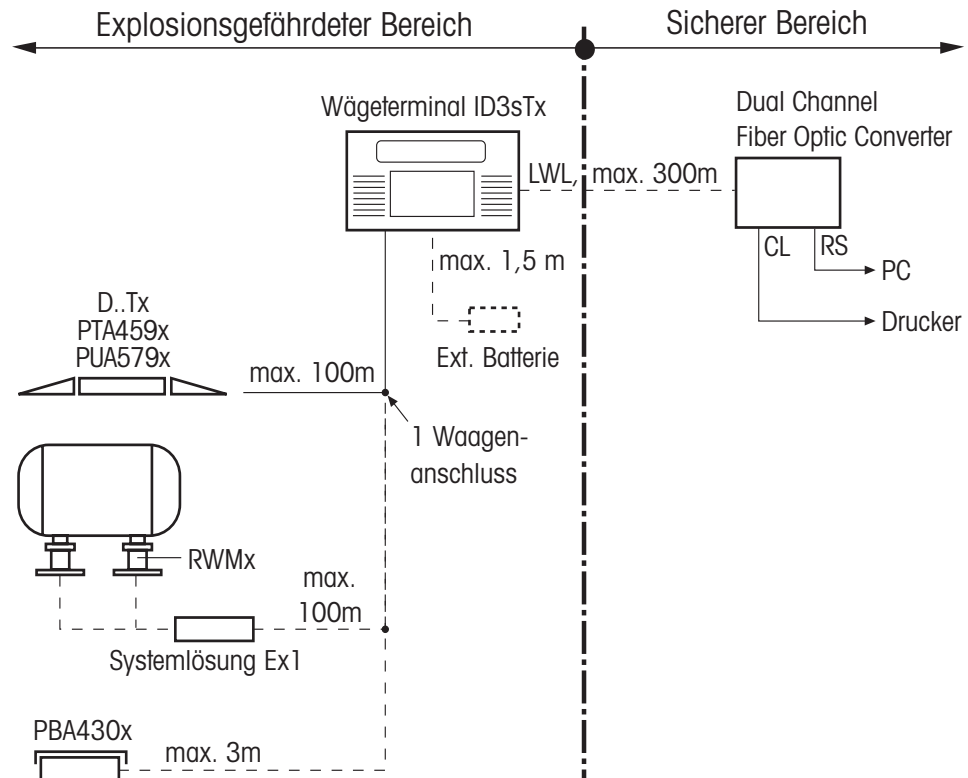 Explosionsgefährdeter Bereich
Sicherer Bereich
Wägeterminal ID3sTx
Dual Channel
Fiber Optic Converter
LWL, max. 300m
CL
RS
PC
Drucker
max. 1,5 m
Ext. Batterie
D..Tx
PTA459x
PUA579x
max. 100m
1 Waagen-
anschluss
RWMx
max.
100m
Systemlösung Ex1
PBA430x
max. 3m